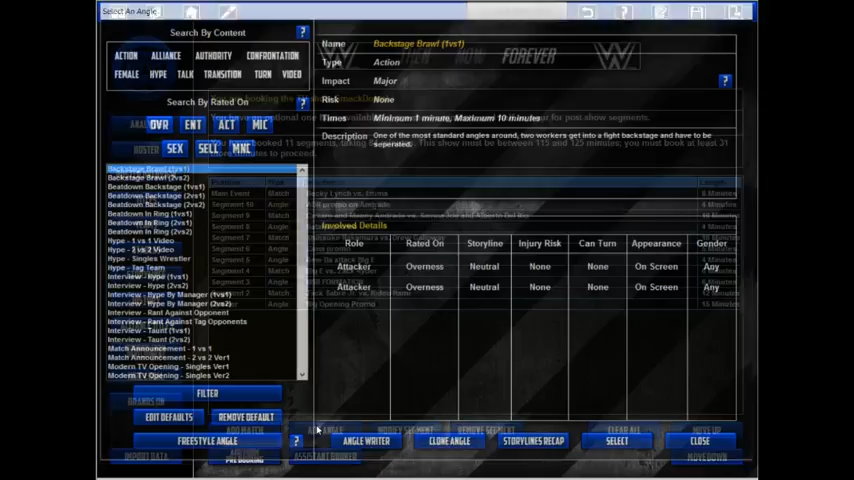 Select An Angle
Search By Content
?
ACTION ALLIANCE AUTHORITY CONFRONTATION
FEMALE HYPE TALK TRANSITION TURN VIDEO
Search By Rated On
?
OVR ENT ACT MIC
SEX SELL MNC
Backstage Brawl (1vs1)
Backstage Brawl (2vs2)
Beatdown Backstage (1vs1)
Beatdown Backstage (2vs1)
Beatdown Backstage (2vs2)
Beatdown In Ring (1vs1)
Beatdown In Ring (2vs1)
Beatdown In Ring (2vs2)
Hype - 1 vs 1 Video
Hype - 2 vs 2 Video
Hype - Singles Wrestler
Hype - Tag Team
Interview - Hype (1vs1)
Interview - Hype (2vs2)
Interview - Hype By Manager (1vs1)
Interview - Hype By Manager (2vs2)
Interview - Rant Against Opponent
Interview - Rant Against Tag Opponents
Interview - Taunt (1vs1)
Interview - Taunt (2vs2)
Match Announcement - 1 vs 1
Match Announcement - 2 vs 2 Ver1
Modern TV Opening - Singles Ver1
Modern TV Opening - Singles Ver2
FILTER
EDIT DEFAULTS REMOVE DEFAULT
FREESTYLE ANGLE ? ANGLE WRITER CLONE ANGLE STORYLINES RECAP SELECT CLOSE
Name Backstage Brawl (1vs1)
Type Action
Impact Major ?
Risk None
Times Minimum 1 minute, Maximum 10 minutes
Description One of the most standard angles around, two workers get into a fight backstage and have to be
seperated.
Involved Details
Role Rated On Storyline Injury Risk Can Turn Appearance Gender
Attacker Overness Neutral None None On Screen Any
Attacker Overness Neutral None None On Screen Any
FOREVER
IMPORT DATA
ASSISTANT BOOKER
MOVE DOWN